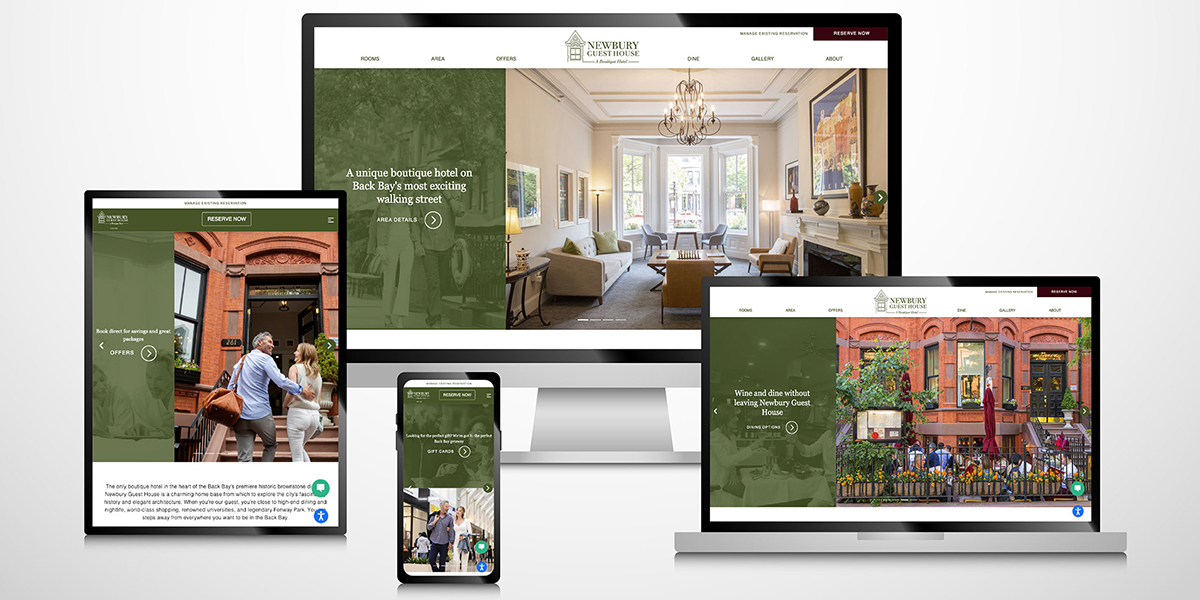 MANAGE EXISTING RESERVATION
RESERVE NOW
NEWBURY
GUEST HOUSE
A Boutique Hotel
ROOMS
AREA
OFFERS
DINE
GALLERY
ABOUT
A unique boutique hotel on
Back Bay's most exciting
walking street
AREA DETAILS
MANAGE EXISTING RESERVATION
NEWBURY
GUEST HOUSE
RESERVE NOW
261
Book direct for savings and great
packages
OFFERS
The only boutique hotel in the heart of the Back Bay's premiere historic brownstone
Newbury Guest House is a charming home base from which to explore the city's
history and elegant architecture. When you're our guest, you're close to high-end dining and
nightlife, world-class shopping, renowned universities, and legendary Fenway Park.
steps away from everywhere you want to be in the Back Bay.
MANAGE EXISTING RESERVATION
NEWBURY
GUEST HOUSE
RESERVE NOW
Looking for the perfect gift? We've got it: the perfect
Back Bay getaway
GIFT CARDS
MANAGE EXISTING RESERVATION
RESERVE NOW
NEWBURY
GUEST HOUSE
A Boutique Hotel
ROOMS
AREA
OFFERS
DINE
GALLERY
ABOUT
Wine and dine without
leaving Newbury Guest
House
DINING OPTIONS